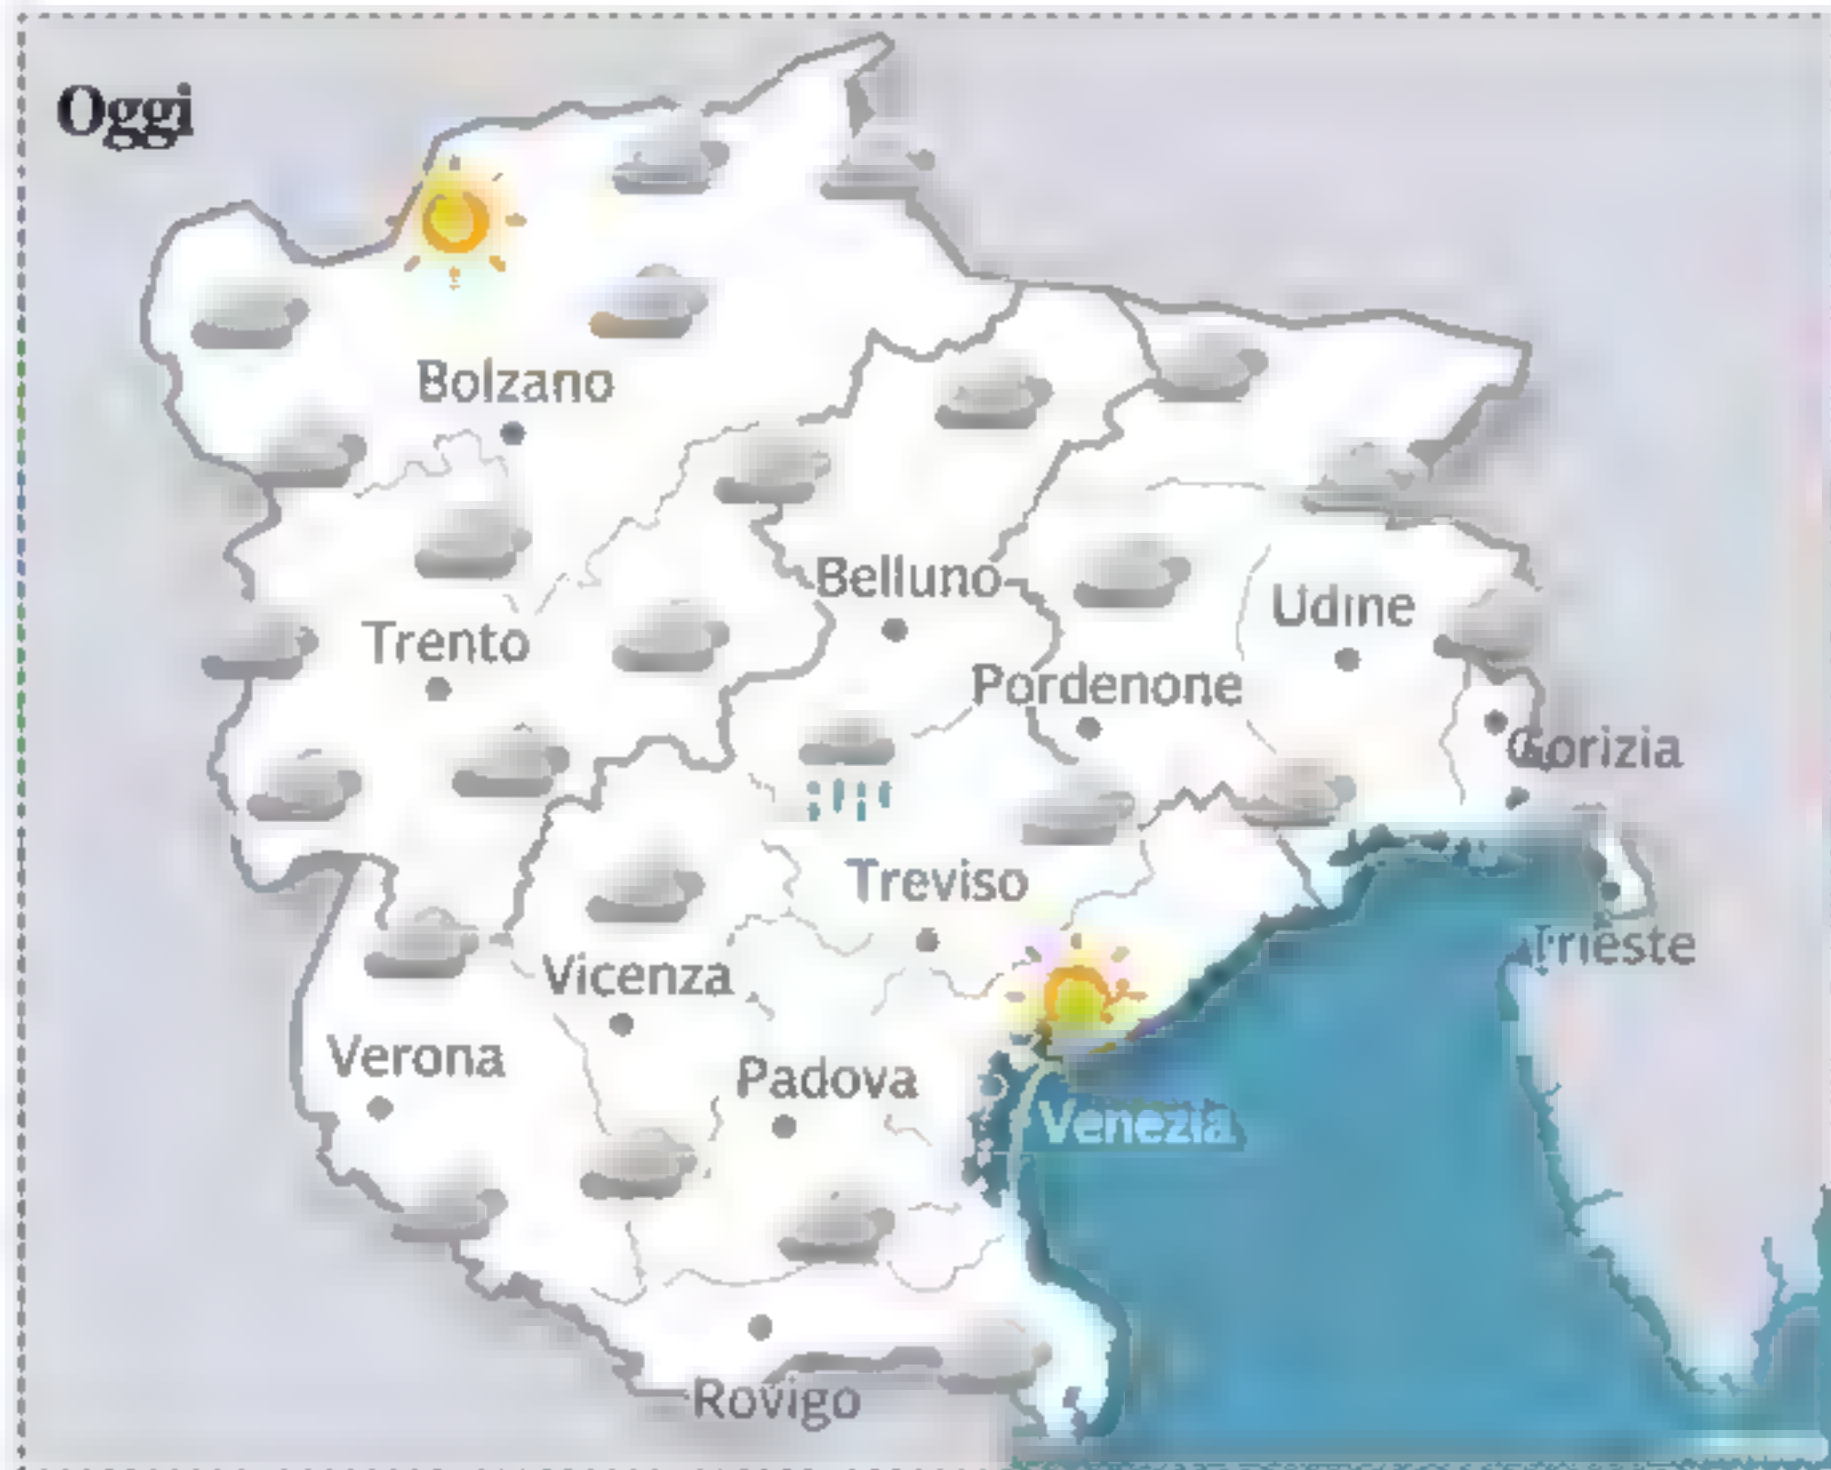 Oggi
Bolzano
Belluno
Udine
Trento
Pordenone
Gorizia
Treviso
Trieste
Vicenza
Verona
Padova
Venezia
Rovigo